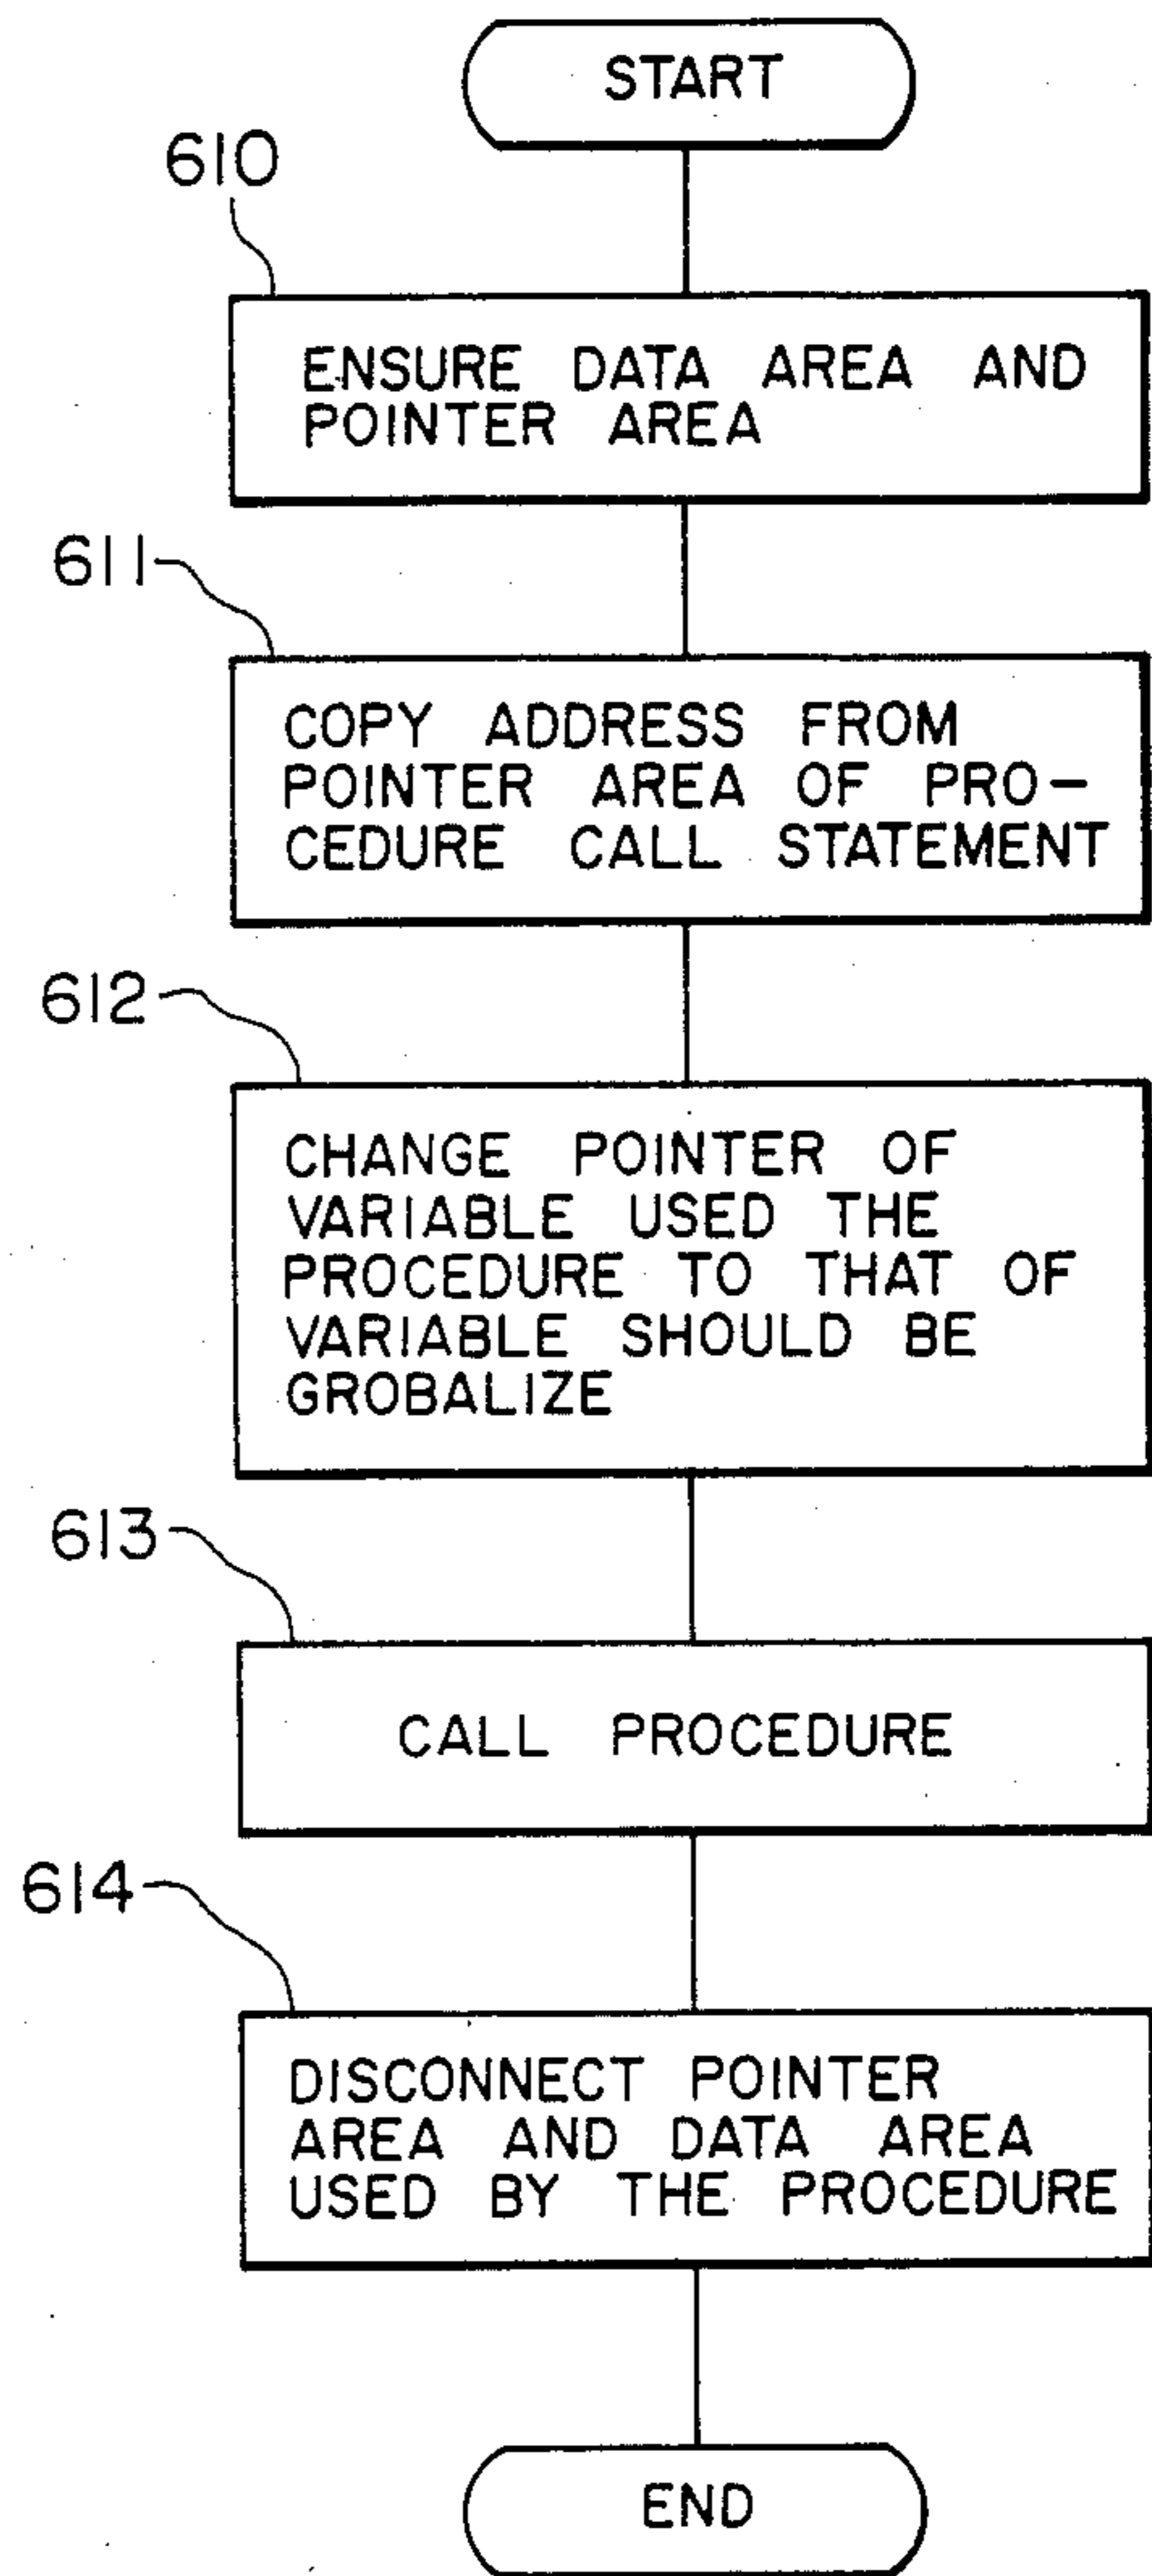 START
610
ENSURE DATA AREA AND
POINTER AREA
611
COPY ADDRESS FROM
POINTER AREA OF PRO-
CEDURE CALL STATEMENT
612
CHANGE POINTER OF
VARIABLE USED THE
PROCEDURE TO THAT OF
VARIABLE SHOULD BE
GROBALIZE
613
CALL PROCEDURE
614
DISCONNECT POINTER
AREA AND DATA AREA
USED BY THE PROCEDURE
END